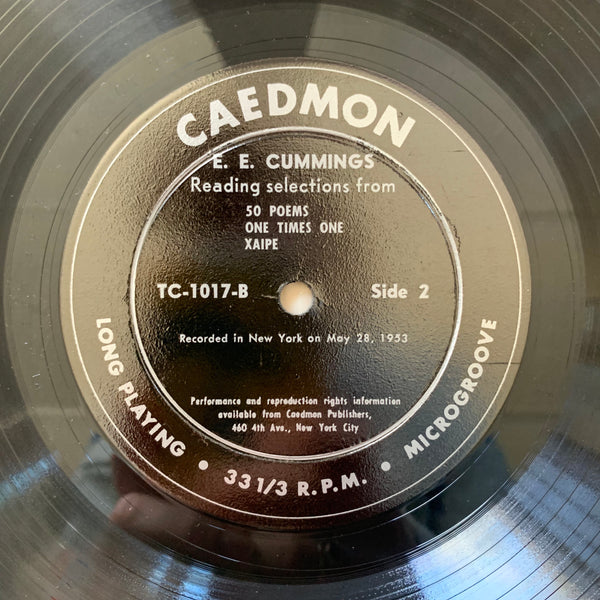 CAEDMON
E. E. CUMMINGS
Reading selections from
50 POEMS
ONE TIMES ONE
XAIPE
TC-1017-B
Side 2
Recorded in New York on May 28, 1953
Performance and reproduction rights information
available from Caedmon Publishers,
460 4th Ave., New York City
LONG PLAYING • 33 1/3 R.P.M. • MICROGROOVE